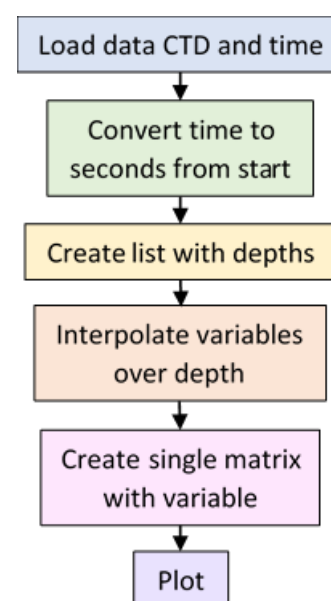 Load data CTD and time
Convert time to
seconds from start
Create list with depths
Interpolate variables
over depth
Create single matrix
with variable
Plot